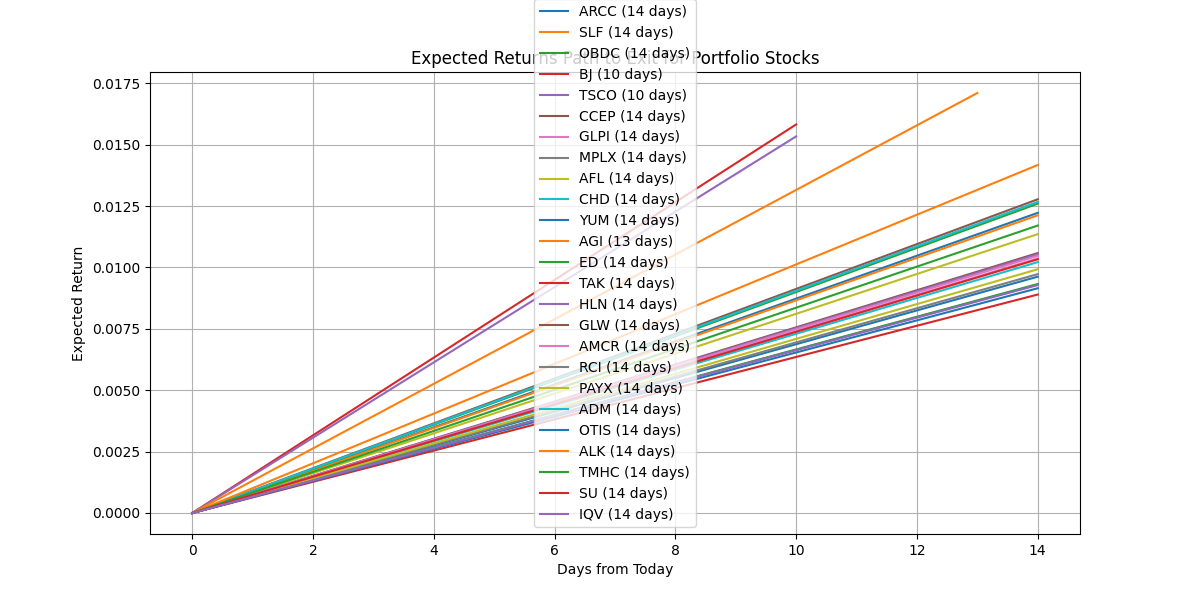 ARCC (14 days)
SLF (14 days)
OBDC (14 days)
Expected Returns Path to Exit for Portfolio Stocks
BJ (10 days)
TSCO (10 days)
CCEP (14 days)
GLPI (14 days)
MPLX (14 days)
AFL (14 days)
CHD (14 days)
YUM (14 days)
AGI (13 days)
ED (14 days)
TAK (14 days)
HLN (14 days)
GLW (14 days)
AMCR (14 days)
RCI (14 days)
PAYX (14 days)
ADM (14 days)
OTIS (14 days)
ALK (14 days)
TMHC (14 days)
SU (14 days)
IQV (14 days)
0.0175
0.0150
0.0125
0.0100
0.0075
0.0050
0.0025
0.0000
Expected Return
0 2 4 6 8 10 12 14
Days from Today